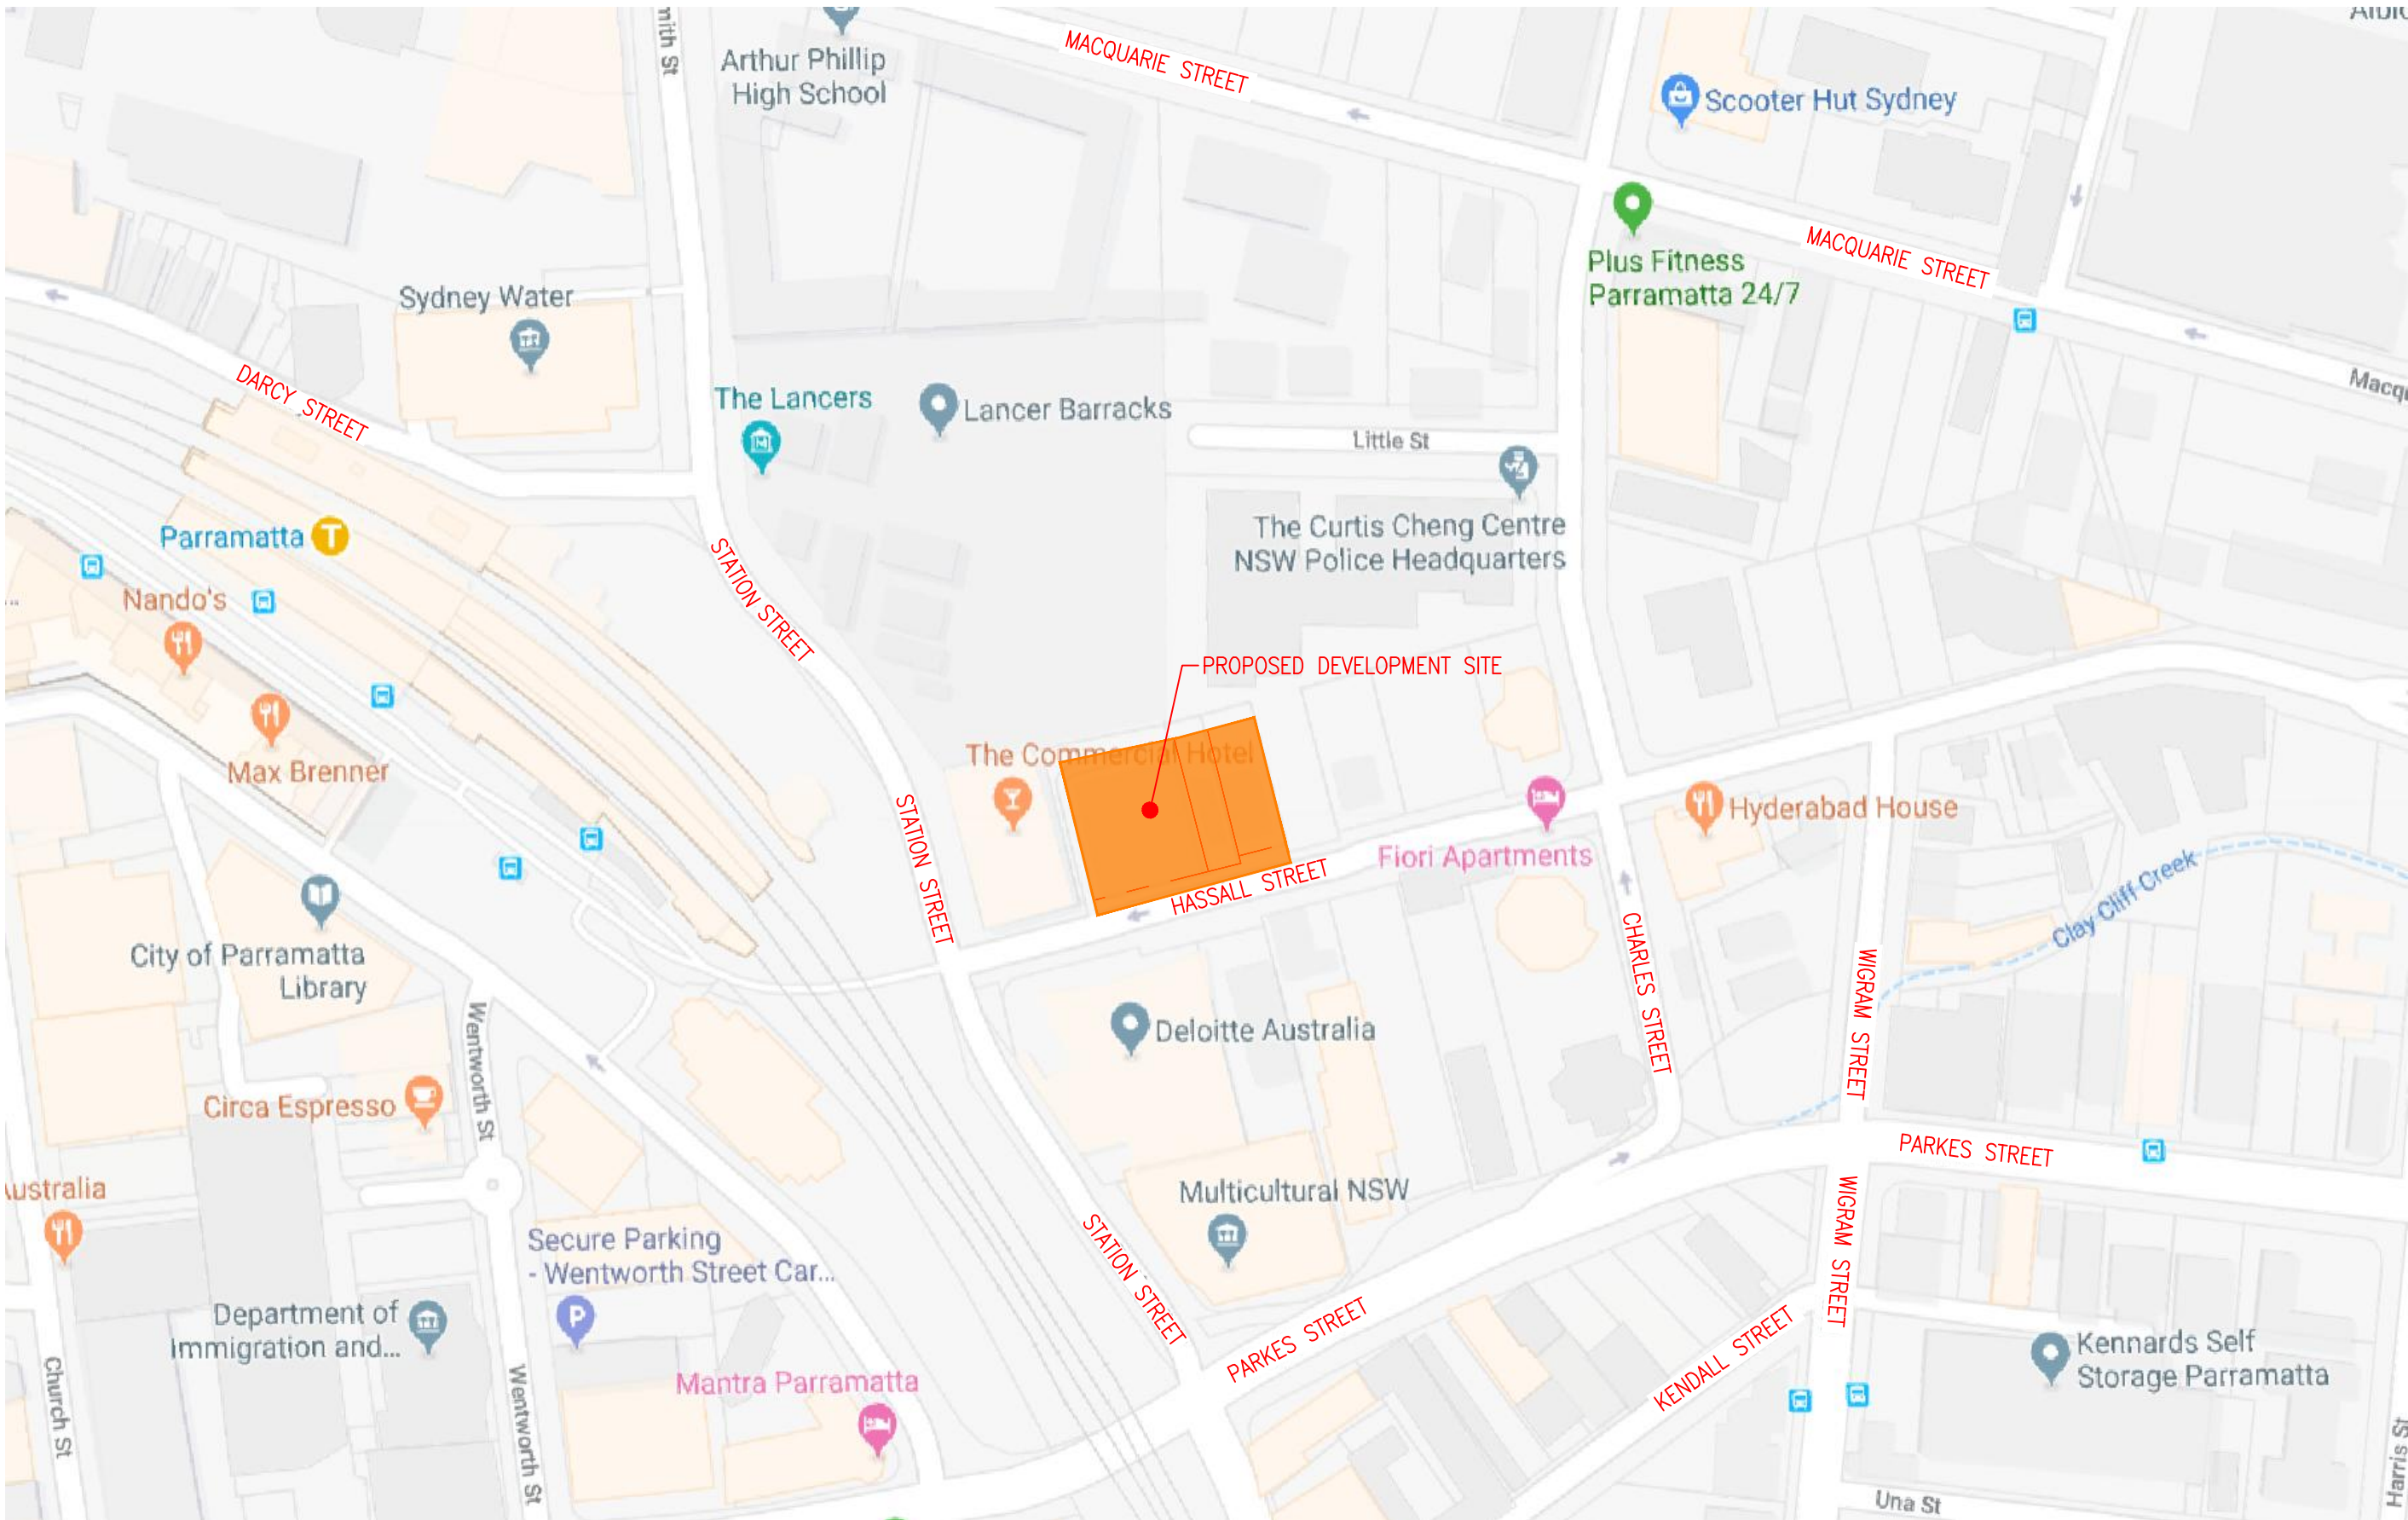 Arthur Phillip
High School
MACQUARIE STREET
Scooter Hut Sydney
MACQUARIE STREET
Plus Fitness
Parramatta 24/7
Sydney Water
DARCY STREET
The Lancers
Lancer Barracks
Little St
The Curtis Cheng Centre
NSW Police Headquarters
Parramatta
T
Nando's
STATION STREET
PROPOSED DEVELOPMENT SITE
Max Brenner
The Commercial Hotel
STATION STREET
HASSALL STREET
Fiori Apartments
Hyderabad House
City of Parramatta
Library
CHARLES STREET
WIGRAM STREET
Clay Cliff Creek
Deloitte Australia
Wentworth St
Circa Espresso
PARKES STREET
Multicultural NSW
WIGRAM STREET
Secure Parking
- Wentworth Street Car...
P
STATION STREET
Department of
Immigration and...
PARKES STREET
KENDALL STREET
Kennards Self
Storage Parramatta
Mantra Parramatta
Church St
Wentworth St
Una St
Harris St